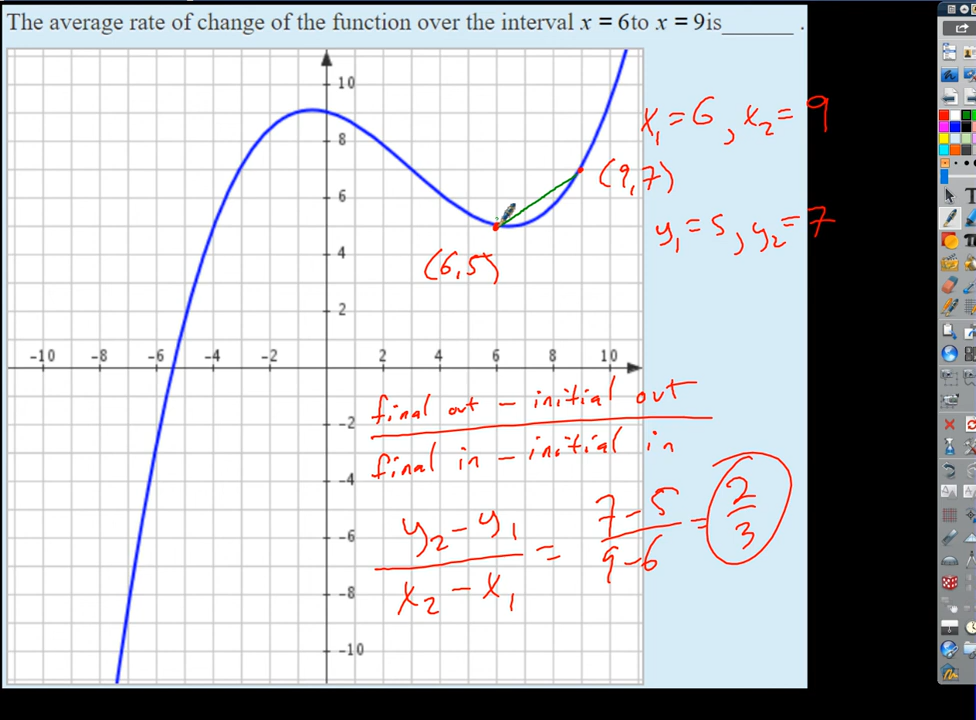 The average rate of change of the function over the interval x = 6to x = 9is______ .
10
8
6
4
2
-10 -8 -6 -4 -2 2 4 6 8 10
-2
-4
-6
-8
-10
x₁ = 6 , x₂ = 9
(9,7)
y₁ = 5 , y₂ = 7
(6,5)
final out - initial out
final in - initial in
y₂ - y₁
x₂ - x₁
=
7 - 5
9 - 6
=
2
3